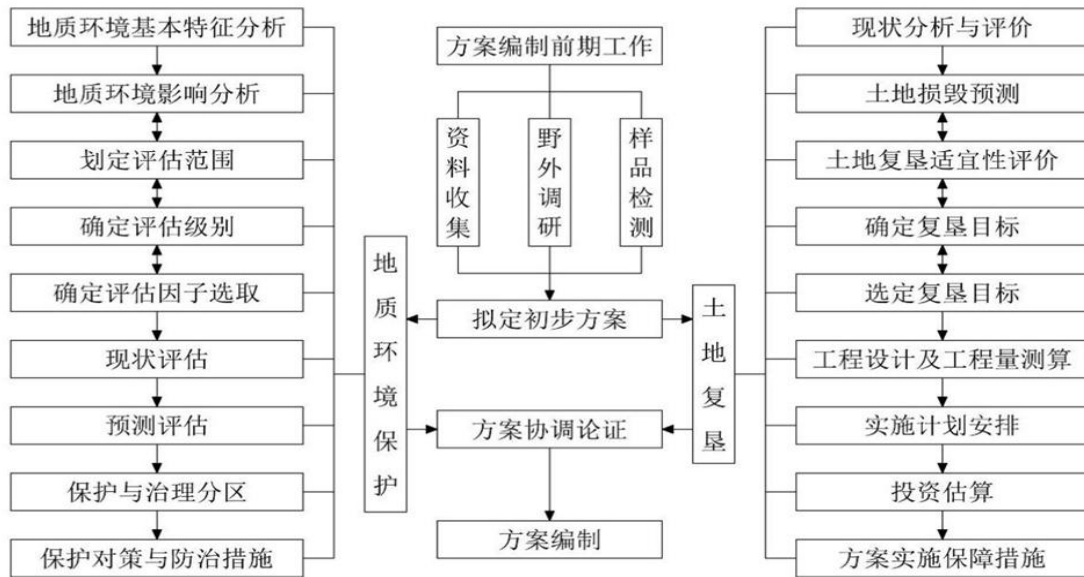 地质环境基本特征分析
地质环境影响分析
划定评估范围
确定评估级别
确定评估因子选取
现状评估
预测评估
保护与治理分区
保护对策与防治措施
地质环境保护
方案编制前期工作
资料收集
野外调研
样品检测
拟定初步方案
方案协调论证
方案编制
土地复垦
现状分析与评价
土地损毁预测
土地复垦适宜性评价
确定复垦目标
选定复垦目标
工程设计及工程量测算
实施计划安排
投资估算
方案实施保障措施